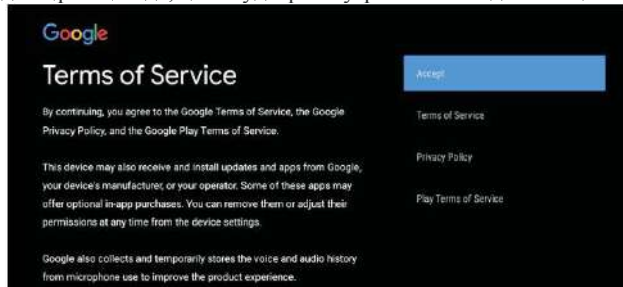 Google
Terms of Service
By continuing, you agree to the Google Terms of Service, the Google
Privacy Policy, and the Google Play Terms of Service.
This device may also receive and install updates and apps from Google,
your device's manufacturer, or your operator. Some of these apps may
offer optional in-app purchases. You can remove them or adjust their
permissions at any time from the device settings.
Google also collects and temporarily stores the voice and audio history
from microphone use to improve the product experience.
Accept
Terms of Service
Privacy Policy
Play Terms of Service